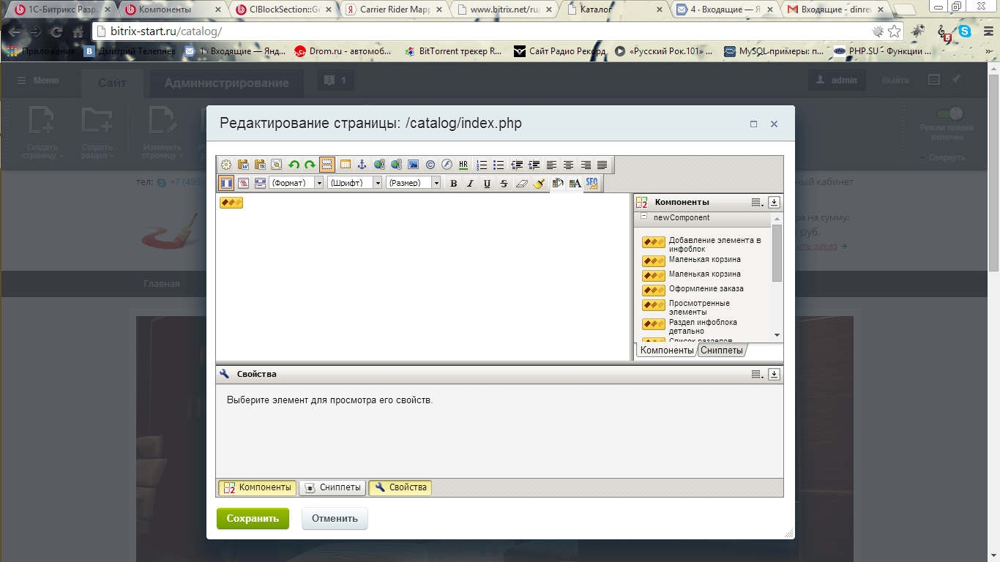 1С-Битрикс Разра
Компоненты
CIBlockSection::Ge
Carrier Rider Mapp
www.bitrix.net/ru/
Каталог
4 · Входящие — Я
Входящие - dinrev
bitrix-start.ru/catalog/
5
Приложения
Дмитрий Телепнев
1 · Входящие — Янд...
Drom.ru - автомоб...
BitTorrent трекер R...
Сайт Радио Рекорд
«Русский Рок.101» ...
MySQL примеры: п...
PHP.SU - Функции ...
Меню
Сайт
Администрирование
1
admin
Выйти
Создать
страницу
Создать
раздел
Изменить
страницу
Режим правки
включен
Свернуть
тел:
+7 (495)
ный кабинет
ра на сумму:
руб.
ить заказ
Главная
Редактирование страницы: /catalog/index.php
HR
(Формат)
(Шрифт)
(Размер)
B
I
U
S
A
SEO
Компоненты
newComponent
Добавление элемента в
инфоблок
Маленькая корзина
Маленькая корзина
Оформление заказа
Просмотренные
элементы
Раздел инфоблока
детально
Список разделов
Компоненты
Сниппеты
Свойства
Выберите элемент для просмотра его свойств.
Компоненты
Сниппеты
Свойства
Сохранить
Отменить